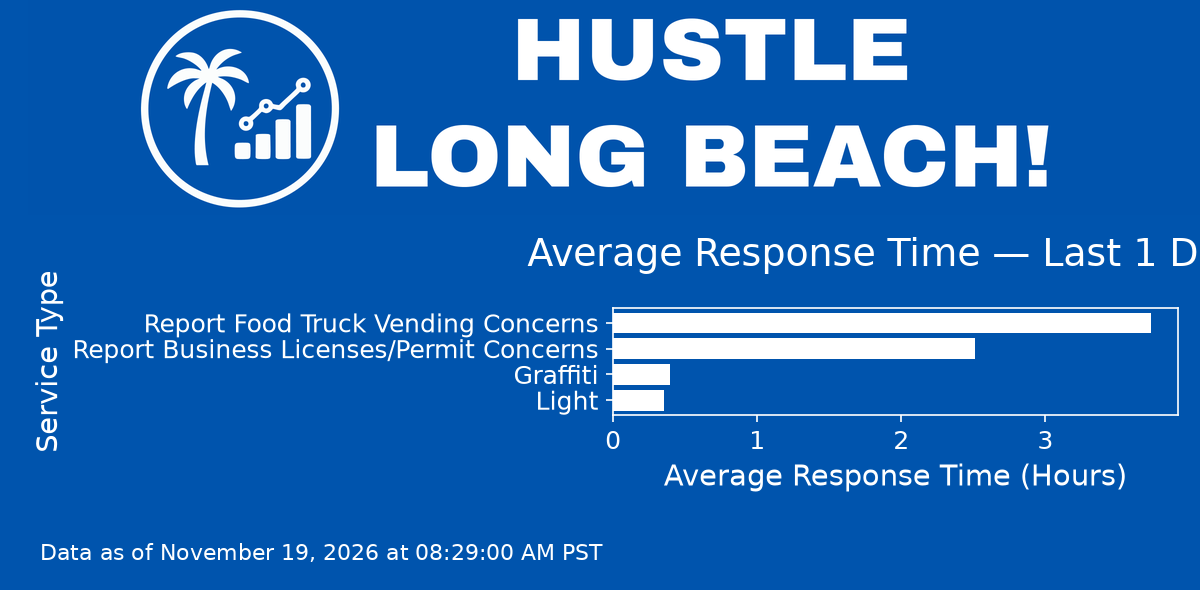 HUSTLE
LONG BEACH!
Average Response Time — Last 1 D
Service Type
Report Food Truck Vending Concerns
Report Business Licenses/Permit Concerns
Graffiti
Light
0 1 2 3
Average Response Time (Hours)
Data as of November 19, 2026 at 08:29:00 AM PST